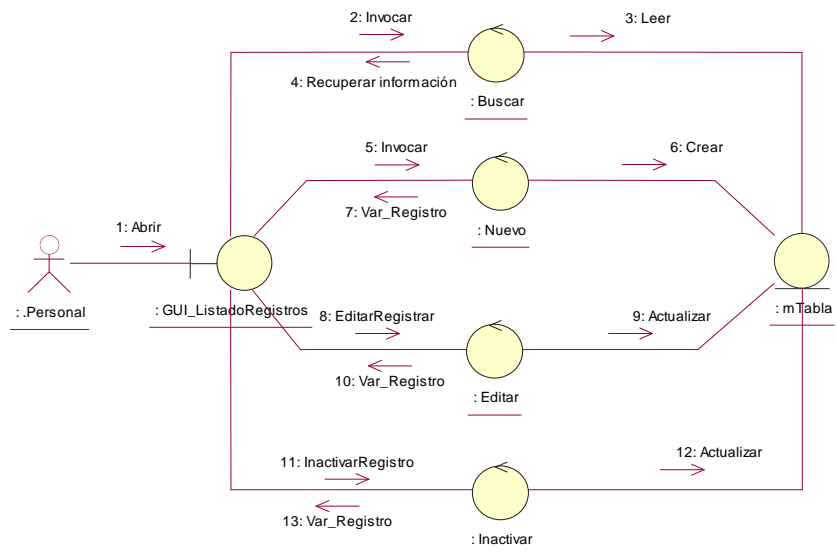 2: Invocar
3: Leer
4: Recuperar información
: Buscar
5: Invocar
6: Crear
7: Var_Registro
: Nuevo
1: Abrir
: .Personal
: GUI_ListadoRegistros
: mTabla
8: EditarRegistrar
9: Actualizar
10: Var_Registro
: Editar
11: InactivarRegistro
12: Actualizar
13: Var_Registro
: Inactivar